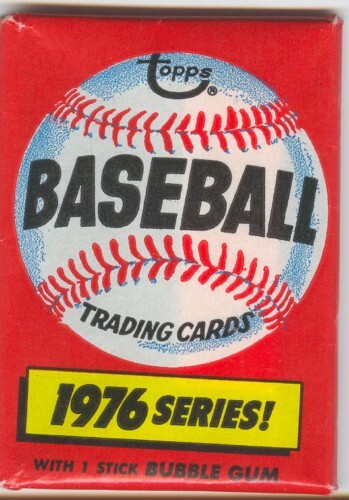 Topps®
BASEBALL
TRADING CARDS
1976 SERIES!
WITH 1 STICK BUBBLE GUM